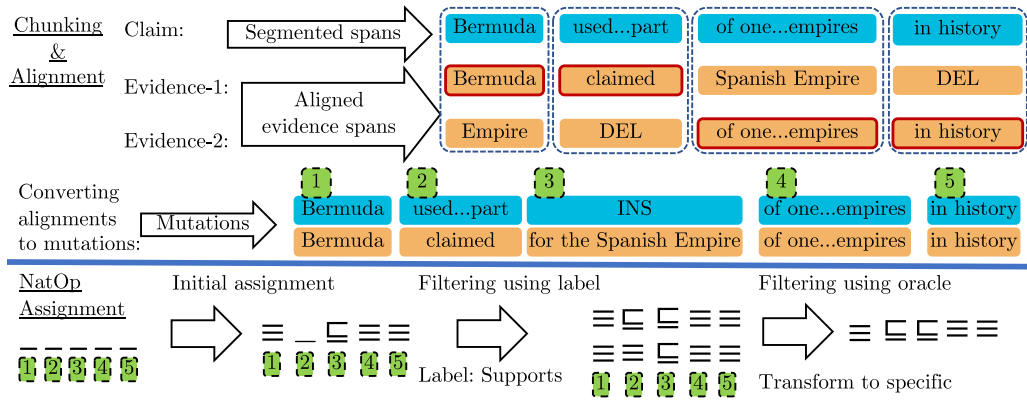 Chunking
&
Alignment
Claim:
Segmented spans
Bermuda used...part of one...empires in history
Evidence-1:
Aligned
evidence spans
Bermuda claimed Spanish Empire DEL
Evidence-2:
Empire DEL of one...empires in history
Converting
alignments
to mutations:
Mutations
1 2 3 4 5
Bermuda used...part INS of one...empires in history
Bermuda claimed for the Spanish Empire of one...empires in history
NatOp
Assignment
_ _ _ _ _
1 2 3 4 5
Initial assignment
≡ _ ⊑ ≡ ≡
1 2 3 4 5
Filtering using label
Label: Supports
≡ ⊑ ⊑ ≡ ≡
≡ ≡ ⊑ ≡ ≡
1 2 3 4 5
Filtering using oracle
≡ ⊑ ⊑ ≡ ≡
Transform to specific